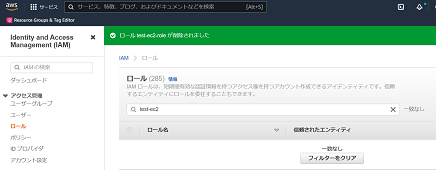 aws
サービス
サービス、特徴、ブログ、およびドキュメントなどを検索
[Alt+S]
Resource Groups & Tag Editor
Identity and Access
Management (IAM)
IAM の検索
ダッシュボード
アクセス管理
ユーザーグループ
ユーザー
ロール
ポリシー
ID プロバイダ
アカウント設定
ロール test-ec2-role が削除されました
IAM
ロール
ロール (285) 情報
IAM ロールは、短期間有効な認証情報を持つアクセス権を持つアカウント作成できるアイデンティティです。信頼
するエンティティにロールを委任することもできます。
test-ec2
一致なし
ロール名
信頼されたエンティティ
一致なし
フィルターをクリア